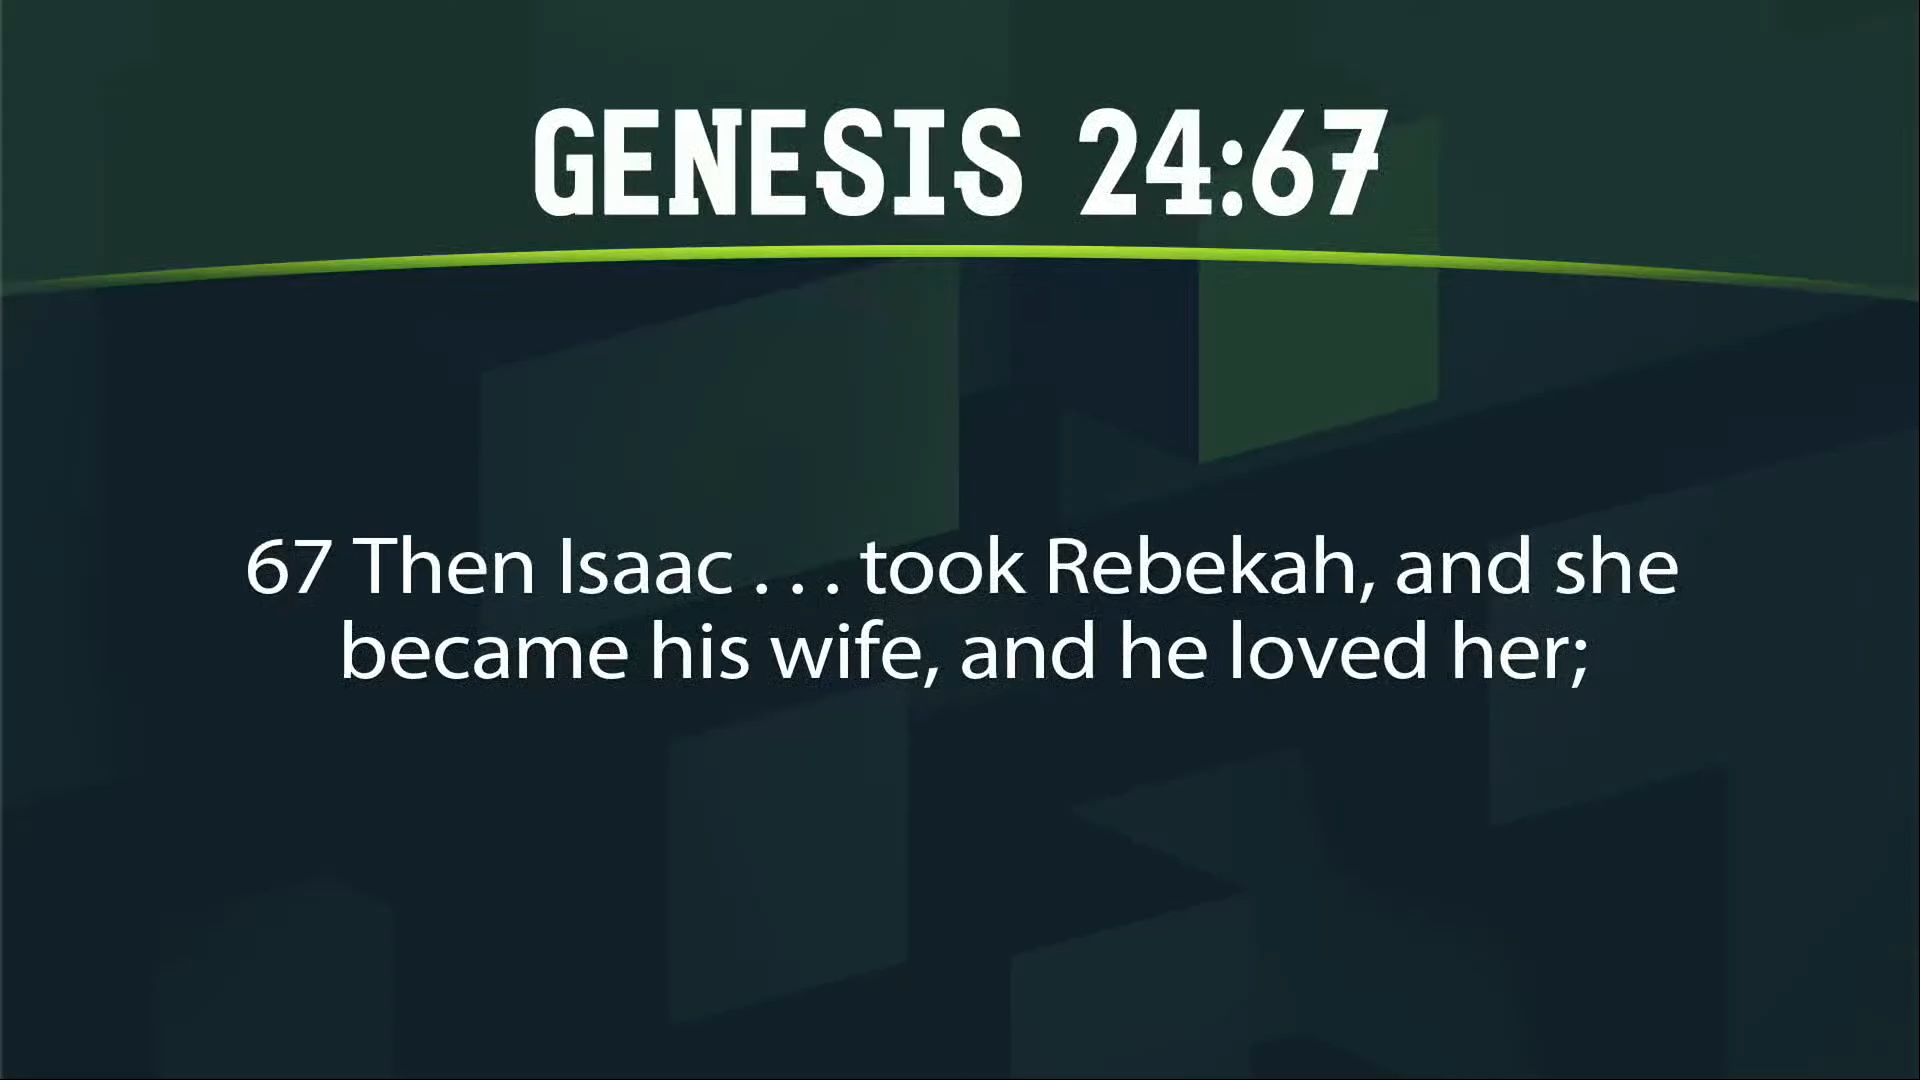 GENESIS 24:67
67 Then Isaac . . . took Rebekah, and she
became his wife, and he loved her;